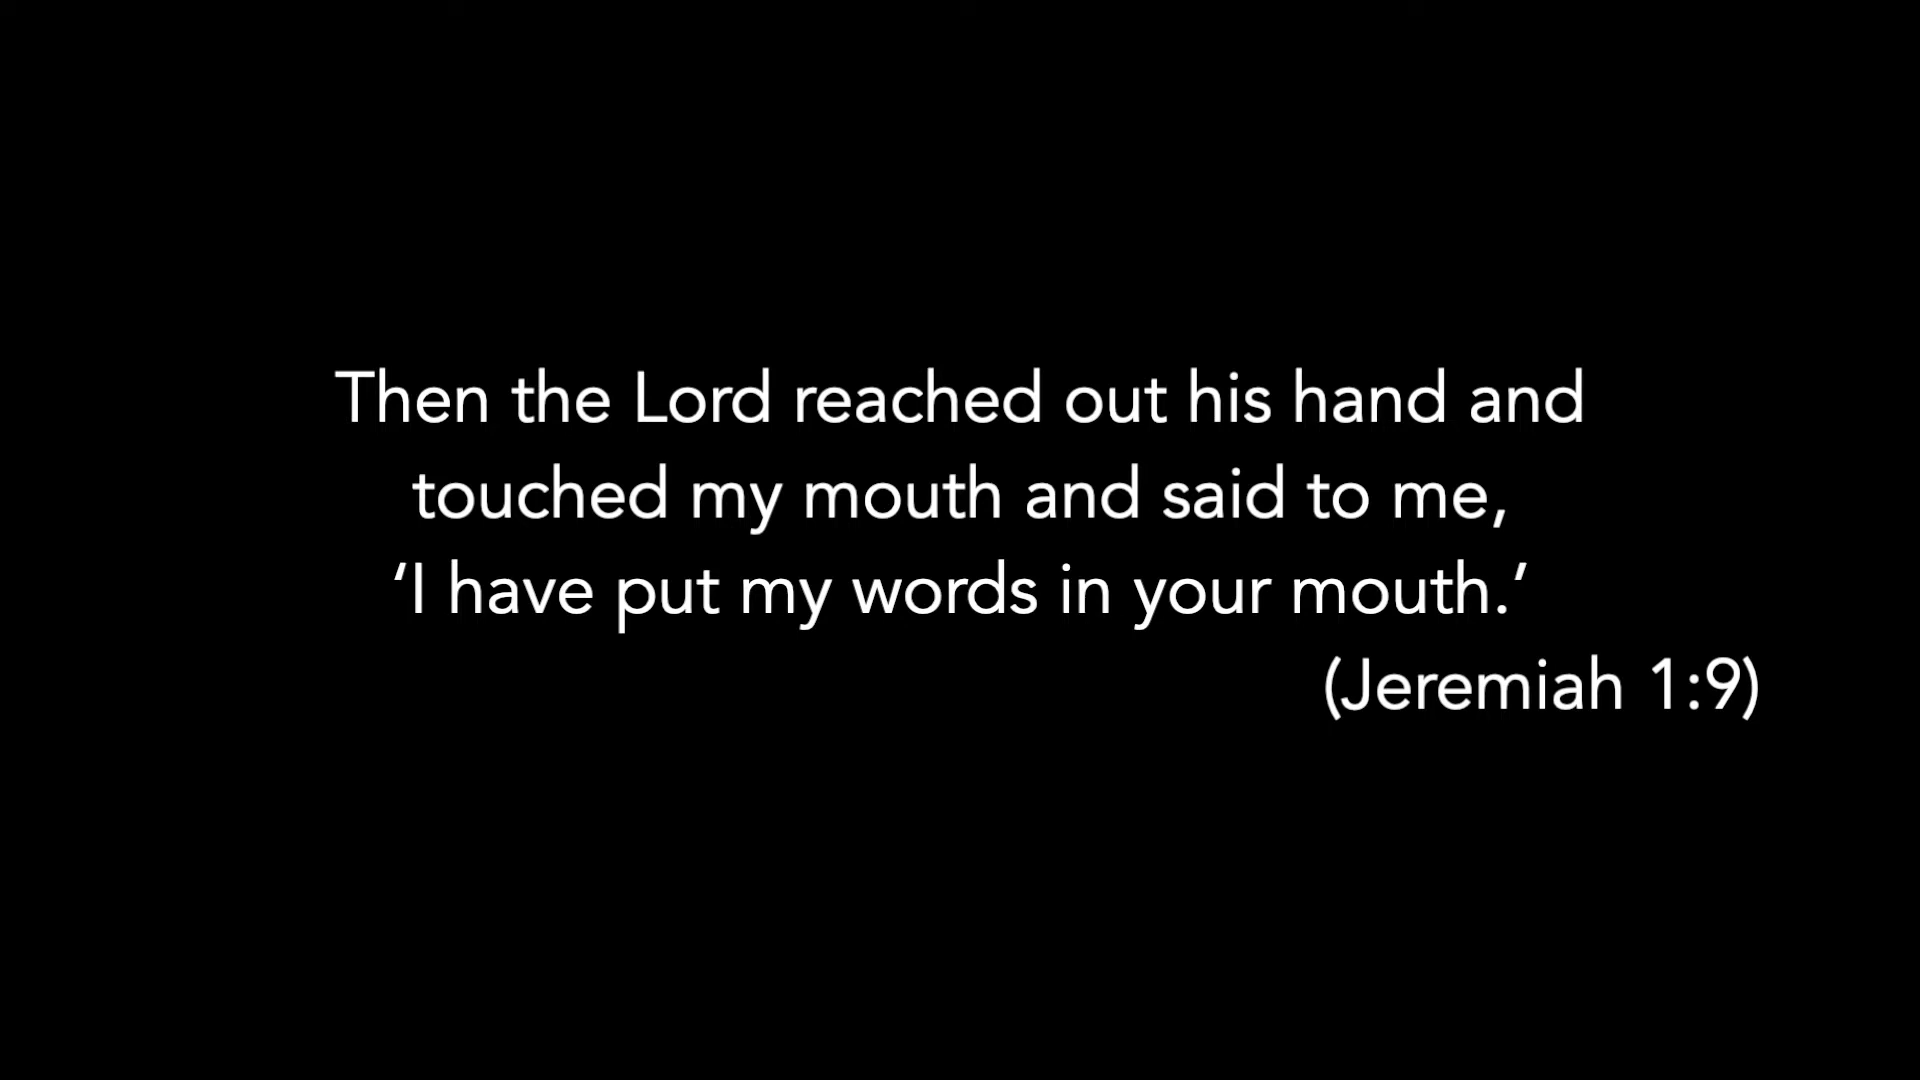 Then the Lord reached out his hand and
touched my mouth and said to me,
‘I have put my words in your mouth.’
(Jeremiah 1:9)